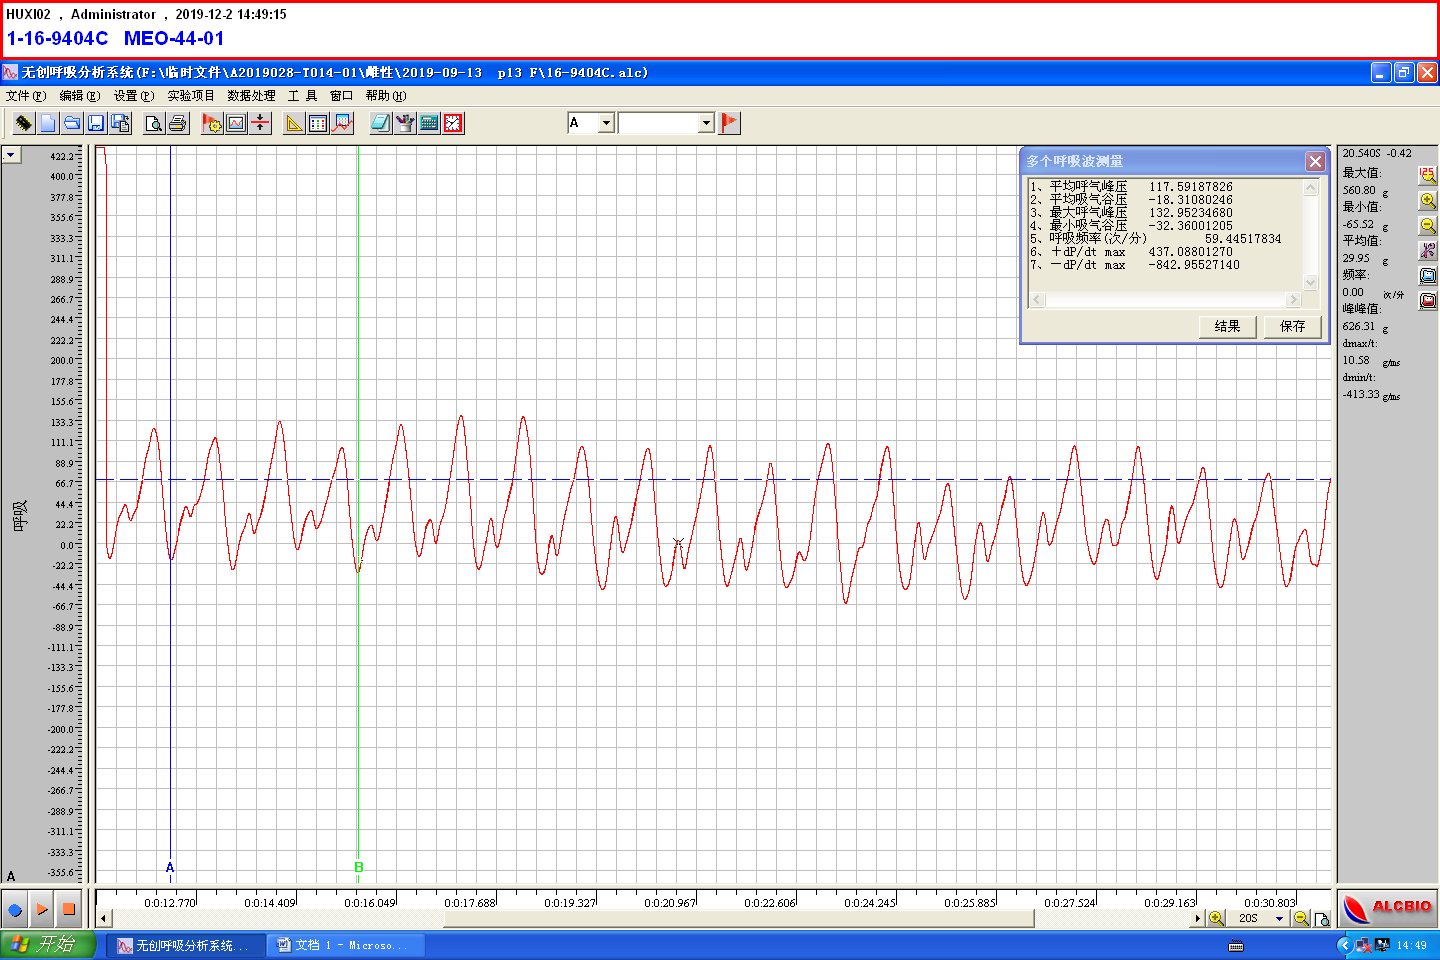 HUXI02 , Administrator , 2019-12-2 14:49:15
1-16-9404C MEO-44-01
无创呼吸分析系统(F:\临时文件\A2019028-T014-01\雌性\2019-09-13 p13 F\16-9404C.alc)
文件(F) 编辑(E) 设置(P) 实验项目 数据处理 工 具 窗口 帮助(H)
A
422.2
400.0
377.8
355.6
333.3
311.1
288.9
266.7
244.4
222.2
200.0
177.8
155.6
133.3
111.1
88.9
66.7
44.4
22.2
0.0
-22.2
-44.4
-66.7
-88.9
-111.1
-133.3
-155.6
-177.8
-200.0
-222.2
-244.4
-266.7
-288.9
-311.1
-333.3
-355.6
呼吸
A
A
B
多个呼吸波测量
1、平均呼气峰压 117.59187826
2、平均吸气谷压 -18.31080246
3、最大呼气峰压 132.95234680
4、最小吸气谷压 -32.36001205
5、呼吸频率(次/分) 59.44517834
6、＋dP/dt max 437.08801270
7、－dP/dt max -842.95527140
结果 保存
20.540S -0.42
最大值:
560.80 g
最小值:
-65.52 g
平均值:
29.95 g
频率:
0.00 次/分
峰峰值:
626.31 g
dmax/t:
10.58 g/ms
dmin/t:
-413.33 g/ms
125
0:0:12.770 0:0:14.409 0:0:16.049 0:0:17.688 0:0:19.327 0:0:20.967 0:0:22.606 0:0:24.245 0:0:25.885 0:0:27.524 0:0:29.163 0:0:30.803
20S
ALCBIO
开始 无创呼吸分析系统... 文档 1 - Microso... 14:49